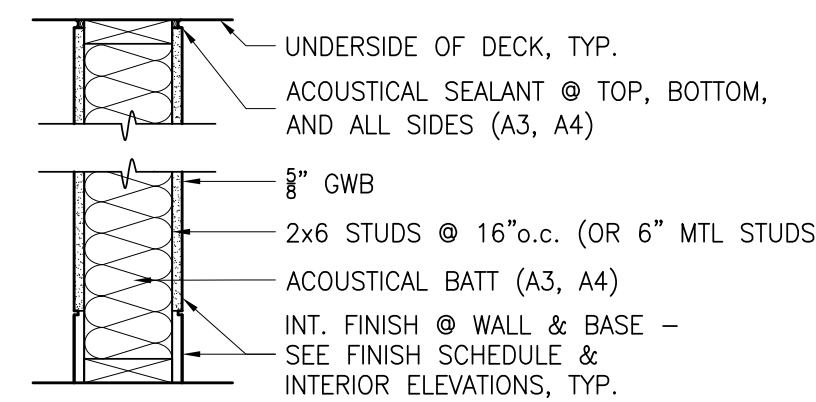 UNDERSIDE OF DECK, TYP.
ACOUSTICAL SEALANT @ TOP, BOTTOM,
AND ALL SIDES (A3, A4)
5/8" GWB
2x6 STUDS @ 16"o.c. (OR 6" MTL STUDS
ACOUSTICAL BATT (A3, A4)
INT. FINISH @ WALL & BASE –
SEE FINISH SCHEDULE &
INTERIOR ELEVATIONS, TYP.